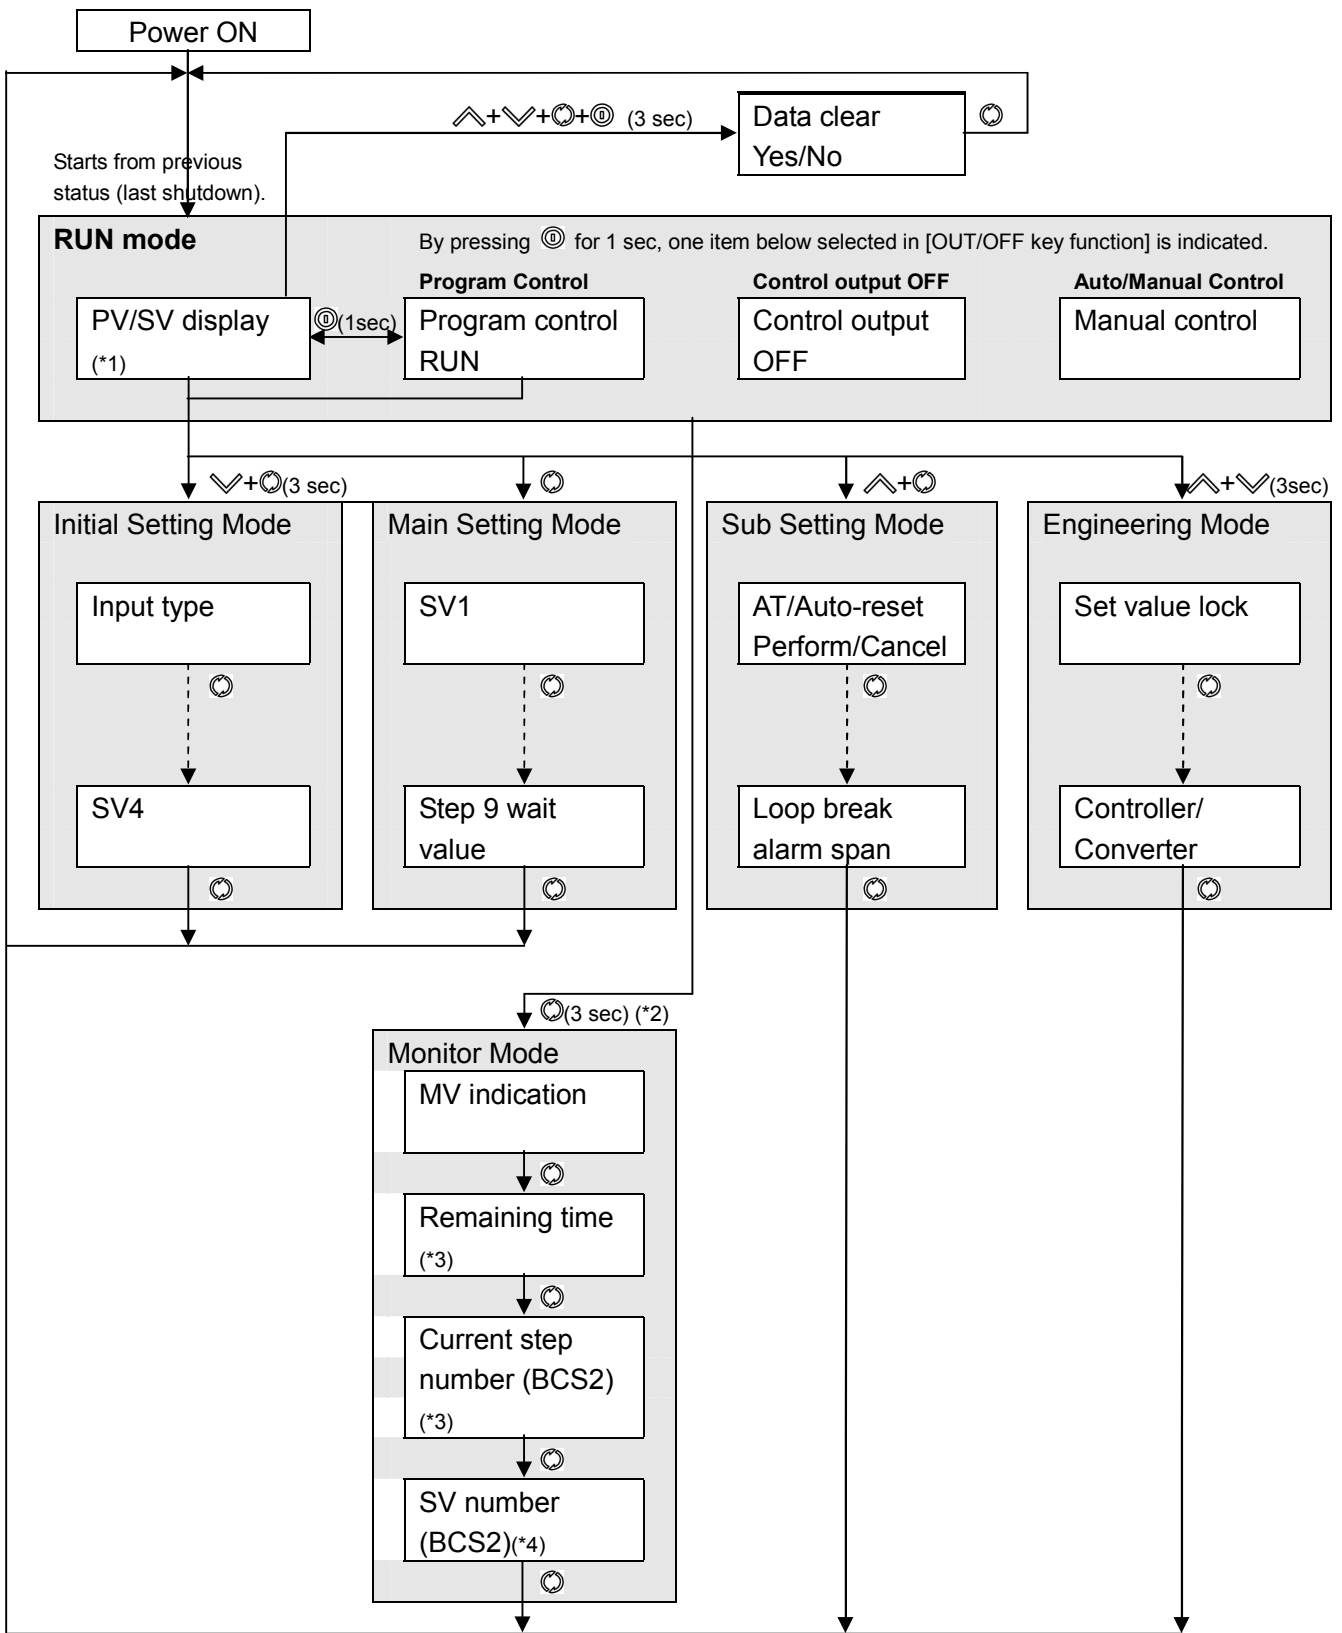 Power ON
+ + + (3 sec)
Data clear
Yes/No
Starts from previous
status (last shutdown).
RUN mode
By pressing for 1 sec, one item below selected in [OUT/OFF key function] is indicated.
Program Control
Control output OFF
Auto/Manual Control
PV/SV display
(*1)
(1sec)
Program control
RUN
Control output
OFF
Manual control
+ (3 sec)
+
+ (3sec)
Initial Setting Mode
Main Setting Mode
Sub Setting Mode
Engineering Mode
Input type
SV1
AT/Auto-reset
Perform/Cancel
Set value lock
SV4
Step 9 wait
value
Loop break
alarm span
Controller/
Converter
(3 sec) (*2)
Monitor Mode
MV indication
Remaining time
(*3)
Current step
number (BCS2)
(*3)
SV number
(BCS2)(*4)